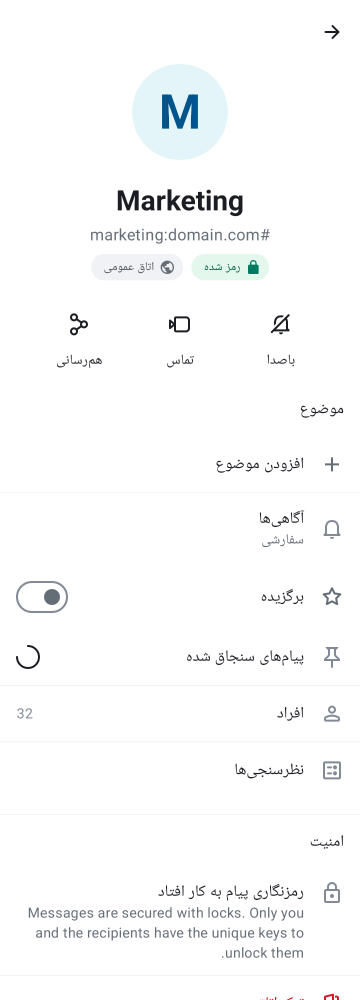 M
Marketing
#marketing:domain.com
رمز شده
اتاق عمومی
باصدا
تماس
هم‌رسانی
موضوع
افزودن موضوع
آگاهی‌ها
سفارشی
برگزیده
پیام‌های سنجاق شده
افراد
32
نظرسنجی‌ها
امنیت
رمزنگاری پیام به کار افتاد
Messages are secured with locks. Only you
and the recipients have the unique keys to
unlock them.